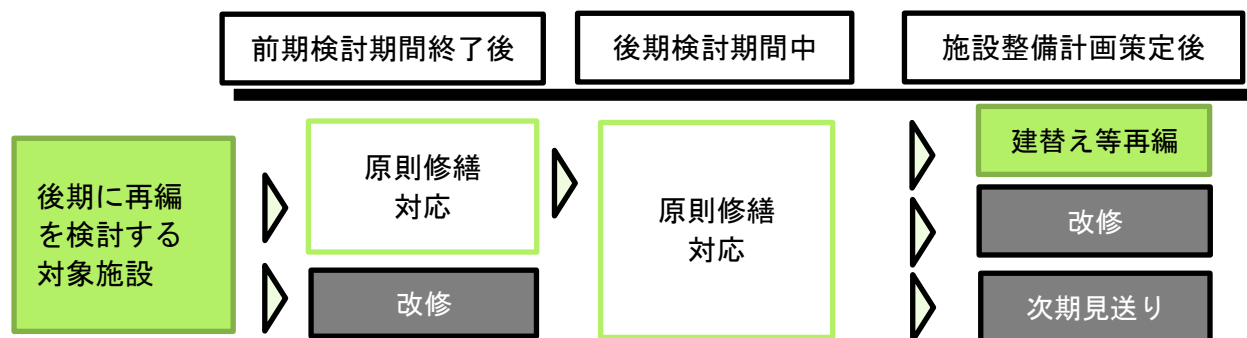 前期検討期間終了後
後期検討期間中
施設整備計画策定後
後期に再編
を検討する
対象施設
原則修繕
対応
改修
原則修繕
対応
建替え等再編
改修
次期見送り